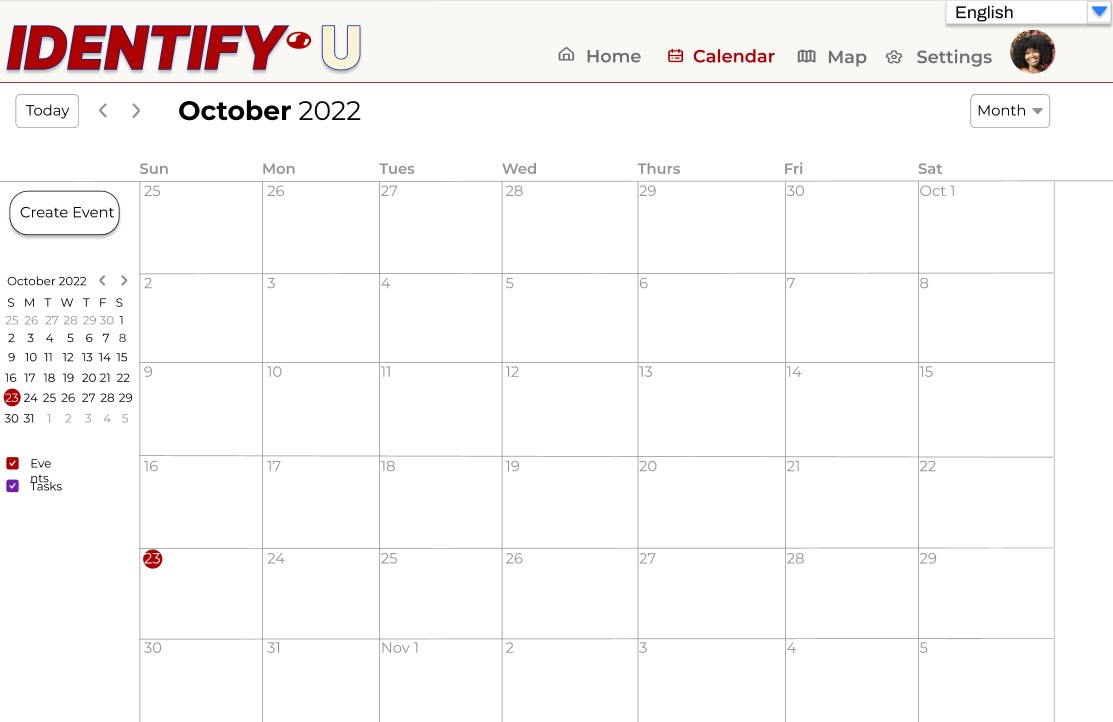 English
IDENTIFY U
Home Calendar Map Settings
Today October 2022 Month
Sun Mon Tues Wed Thurs Fri Sat
25 26 27 28 29 30 Oct 1
Create Event
2 3 4 5 6 7 8
9 10 11 12 13 14 15
16 17 18 19 20 21 22
23 24 25 26 27 28 29
30 31 Nov 1 2 3 4 5
October 2022
S M T W T F S
25 26 27 28 29 30 1
2 3 4 5 6 7 8
9 10 11 12 13 14 15
16 17 18 19 20 21 22
23 24 25 26 27 28 29
30 31 1 2 3 4 5
Eve
nts
Tasks